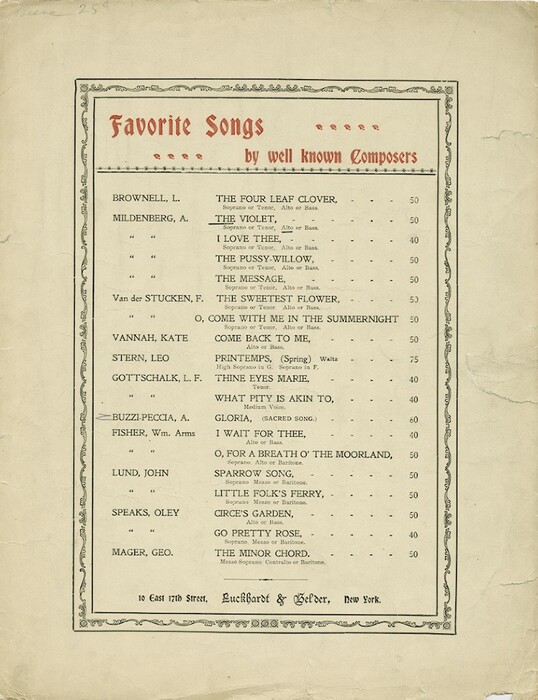 25¢
Favorite Songs
by well known Composers
BROWNELL, L. THE FOUR LEAF CLOVER, - - - 50
Soprano or Tenor, Alto or Bass.
MILDENBERG, A. THE VIOLET, - - - - - - 50
Soprano or Tenor, Alto or Bass.
" " I LOVE THEE, - - - - - - 40
Soprano or Tenor, Alto or Bass.
" " THE PUSSY-WILLOW, - - - - 50
Soprano or Tenor, Alto or Bass.
" " THE MESSAGE, - - - - - 50
Soprano or Tenor, Alto or Bass.
Van der STUCKEN, F. THE SWEETEST FLOWER, - - - 50
Soprano or Tenor Alto or Bass.
" " O, COME WITH ME IN THE SUMMERNIGHT 50
Soprano or Tenor, Alto or Bass.
VANNAH, KATE COME BACK TO ME, - - - - 50
Alto or Bass.
STERN, LEO PRINTEMPS, (Spring) Waltz - - - 75
High Soprano in G. Soprano in F.
GOTTSCHALK, L. F. THINE EYES MARIE, - - - - 40
Tenor.
" " WHAT PITY IS AKIN TO, - - - 40
Medium Voice.
BUZZI-PECCIA, A. GLORIA, (SACRED SONG.) - - - - 60
FISHER, Wm. Arms I WAIT FOR THEE, - - - - 40
Alto or Bass.
" " O, FOR A BREATH O' THE MOORLAND, 50
Soprano Alto or Baritone.
LUND, JOHN SPARROW SONG, - - - - - 50
Soprano Mezzo or Baritone.
" " LITTLE FOLK'S FERRY, - - - - 50
Soprano Mezzo or Baritone.
SPEAKS, OLEY CIRCE'S GARDEN, - - - - - 50
Alto or Bass.
" " GO PRETTY ROSE, - - - - 40
Soprano, Mezzo or Baritone.
MAGER, GEO. THE MINOR CHORD. - - - - 50
Mezzo Soprano Contralto or Baritone.
10 East 17th Street, Luckhardt & Belder, New York.